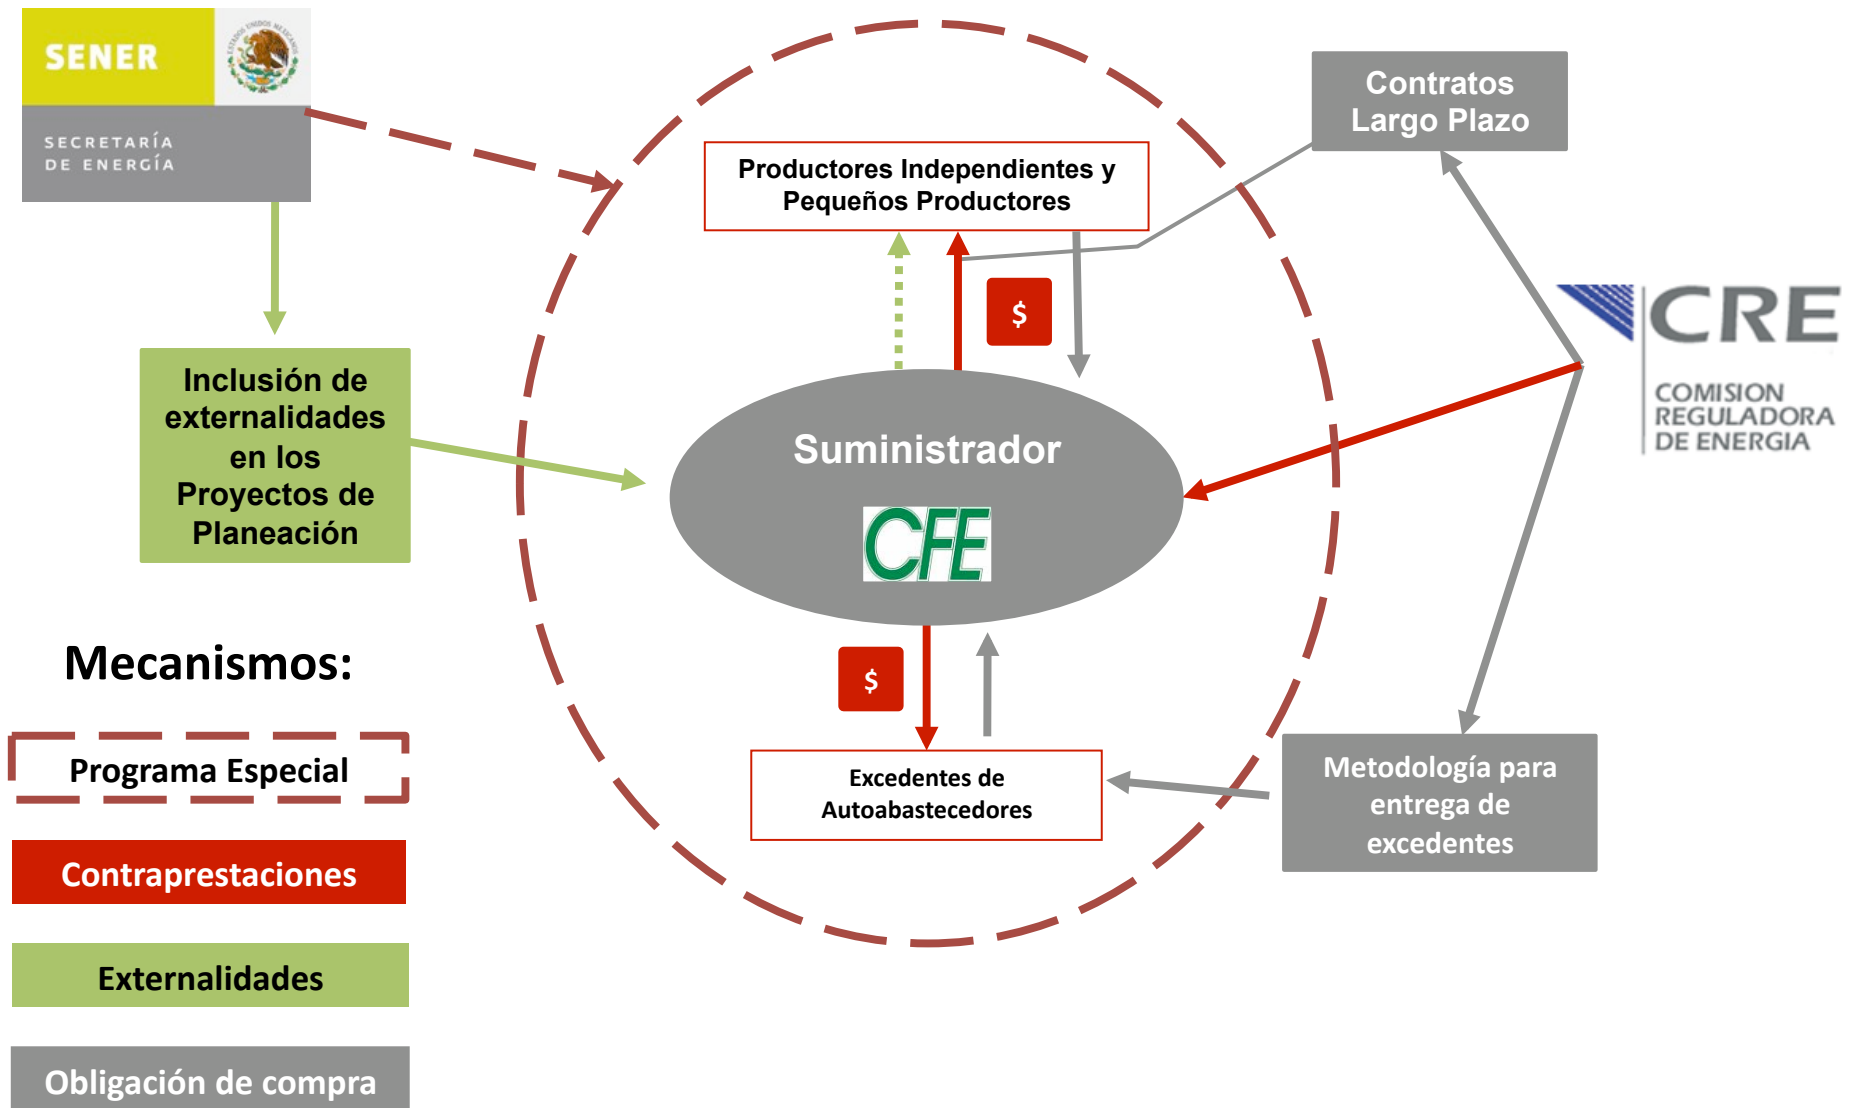 SENER
SECRETARÍA
DE ENERGÍA
Contratos
Largo Plazo
Productores Independientes y
Pequeños Productores
$
CRE
COMISION
REGULADORA
DE ENERGIA
Inclusión de
externalidades
en los
Proyectos de
Planeación
Suministrador
CFE
Mecanismos:
$
Programa Especial
Excedentes de
Autoabastecedores
Metodología para
entrega de
excedentes
Contraprestaciones
Externalidades
Obligación de compra